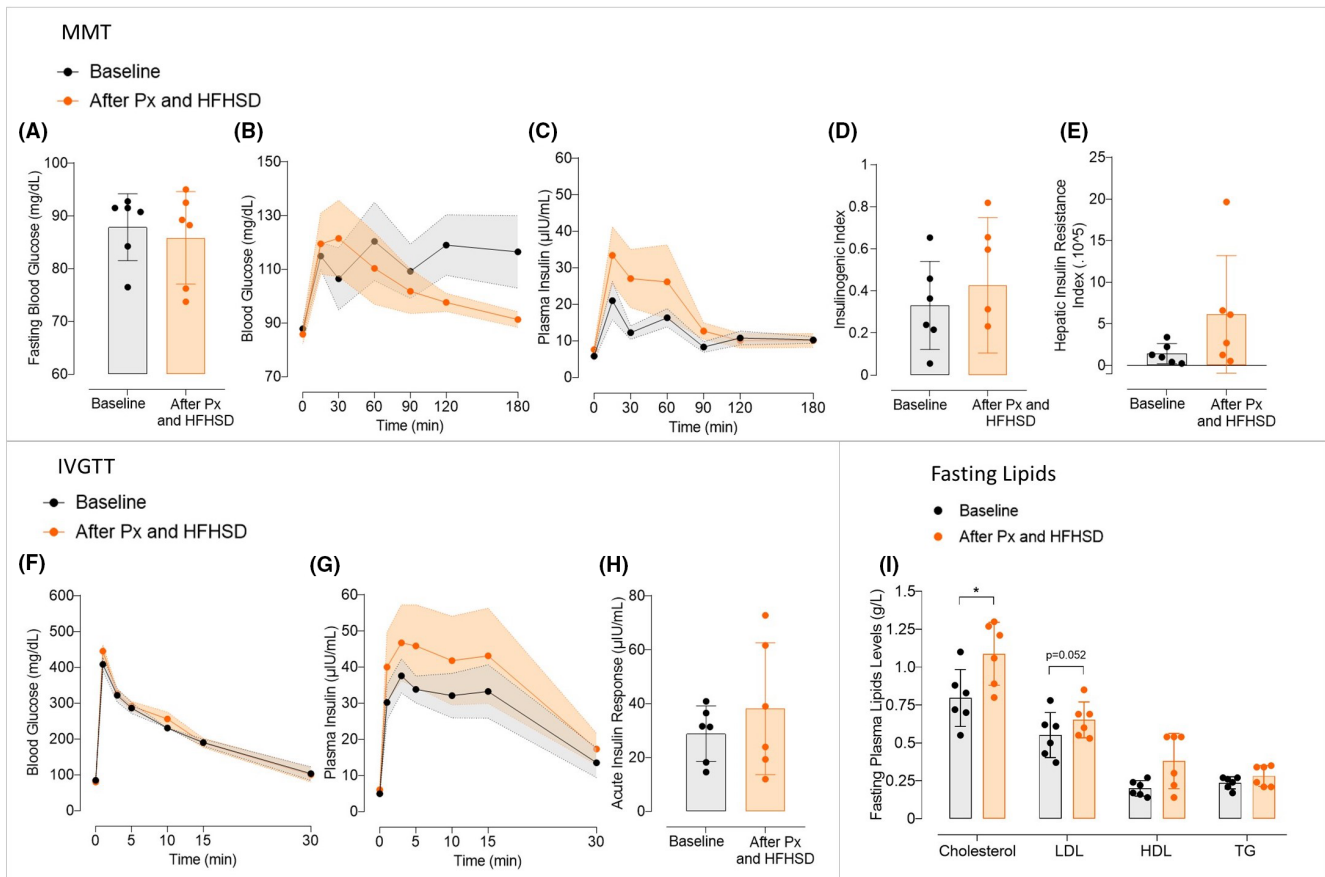 MMT
Baseline
After Px and HFHSD
(A)
Fasting Blood Glucose (mg/dL)
100
90
80
70
60
Baseline
After Px
and HFHSD
(B)
Blood Glucose (mg/dL)
150
130
110
90
70
0
30
60
90
120
180
Time (min)
(C)
Plasma Insulin (µIU/mL)
60
50
40
30
20
10
0
0
30
60
90
120
180
Time (min)
(D)
Insulinogenic Index
1
0.8
0.6
0.4
0.2
0
Baseline
After Px and
HFHSD
(E)
Hepatic Insulin Resistance
Index (.10^5)
25
20
15
10
5
0
Baseline
After Px
and HFHSD
IVGTT
Baseline
After Px and HFHSD
(F)
Blood Glucose (mg/dL)
600
500
400
300
200
100
0
0
5
10
15
30
Time (min)
(G)
Plasma Insulin (µIU/mL)
60
50
40
30
20
10
0
0
5
10
15
30
Time (min)
(H)
Acute Insulin Response (µIU/mL)
80
60
40
20
0
Baseline
After Px
and HFHSD
Fasting Lipids
Baseline
After Px and HFHSD
(I)
Fasting Plasma Lipids Levels (g/L)
1.5
1.25
1.0
0.75
0.5
0.25
0
*
p=0.052
Cholesterol
LDL
HDL
TG